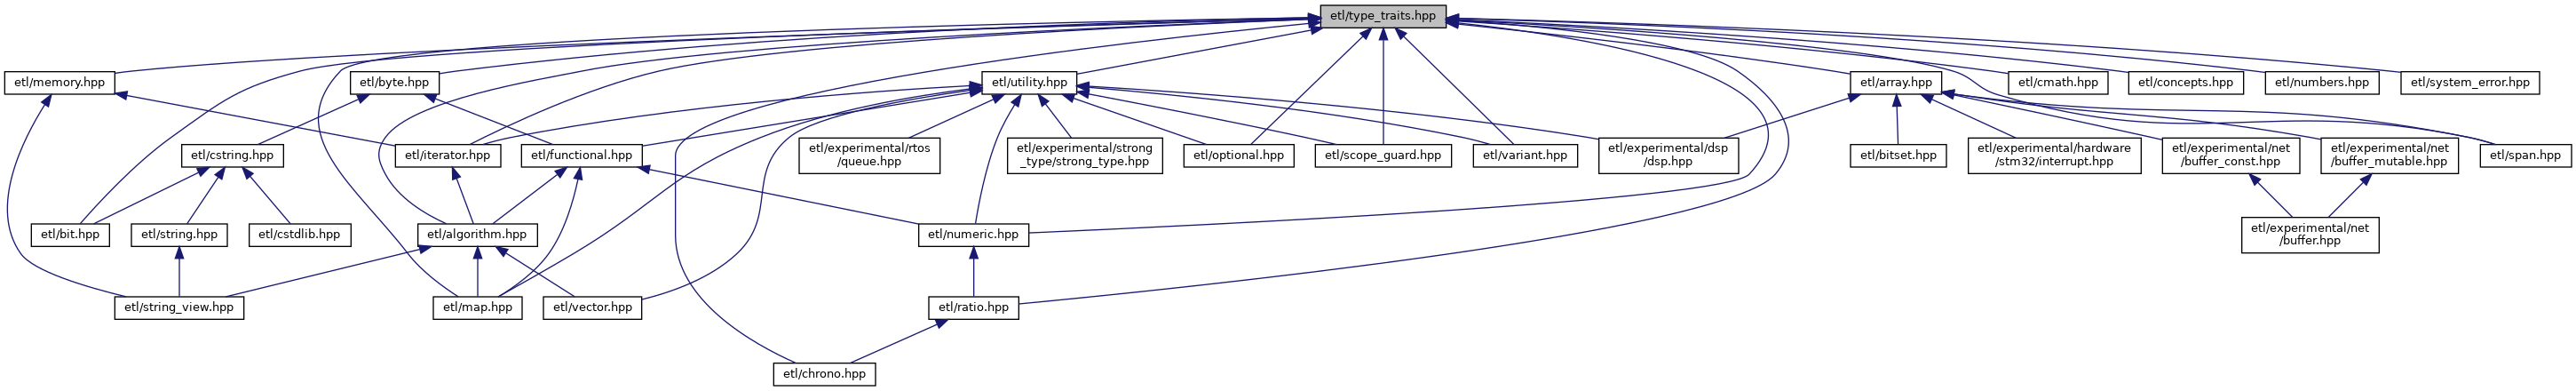 etl/type_traits.hpp
etl/memory.hpp
etl/byte.hpp
etl/utility.hpp
etl/array.hpp
etl/cmath.hpp
etl/concepts.hpp
etl/numbers.hpp
etl/system_error.hpp
etl/cstring.hpp
etl/iterator.hpp
etl/functional.hpp
etl/experimental/rtos
/queue.hpp
etl/experimental/strong
_type/strong_type.hpp
etl/optional.hpp
etl/scope_guard.hpp
etl/variant.hpp
etl/experimental/dsp
/dsp.hpp
etl/bitset.hpp
etl/experimental/hardware
/stm32/interrupt.hpp
etl/experimental/net
/buffer_const.hpp
etl/experimental/net
/buffer_mutable.hpp
etl/span.hpp
etl/bit.hpp
etl/string.hpp
etl/cstdlib.hpp
etl/algorithm.hpp
etl/numeric.hpp
etl/experimental/net
/buffer.hpp
etl/string_view.hpp
etl/map.hpp
etl/vector.hpp
etl/ratio.hpp
etl/chrono.hpp